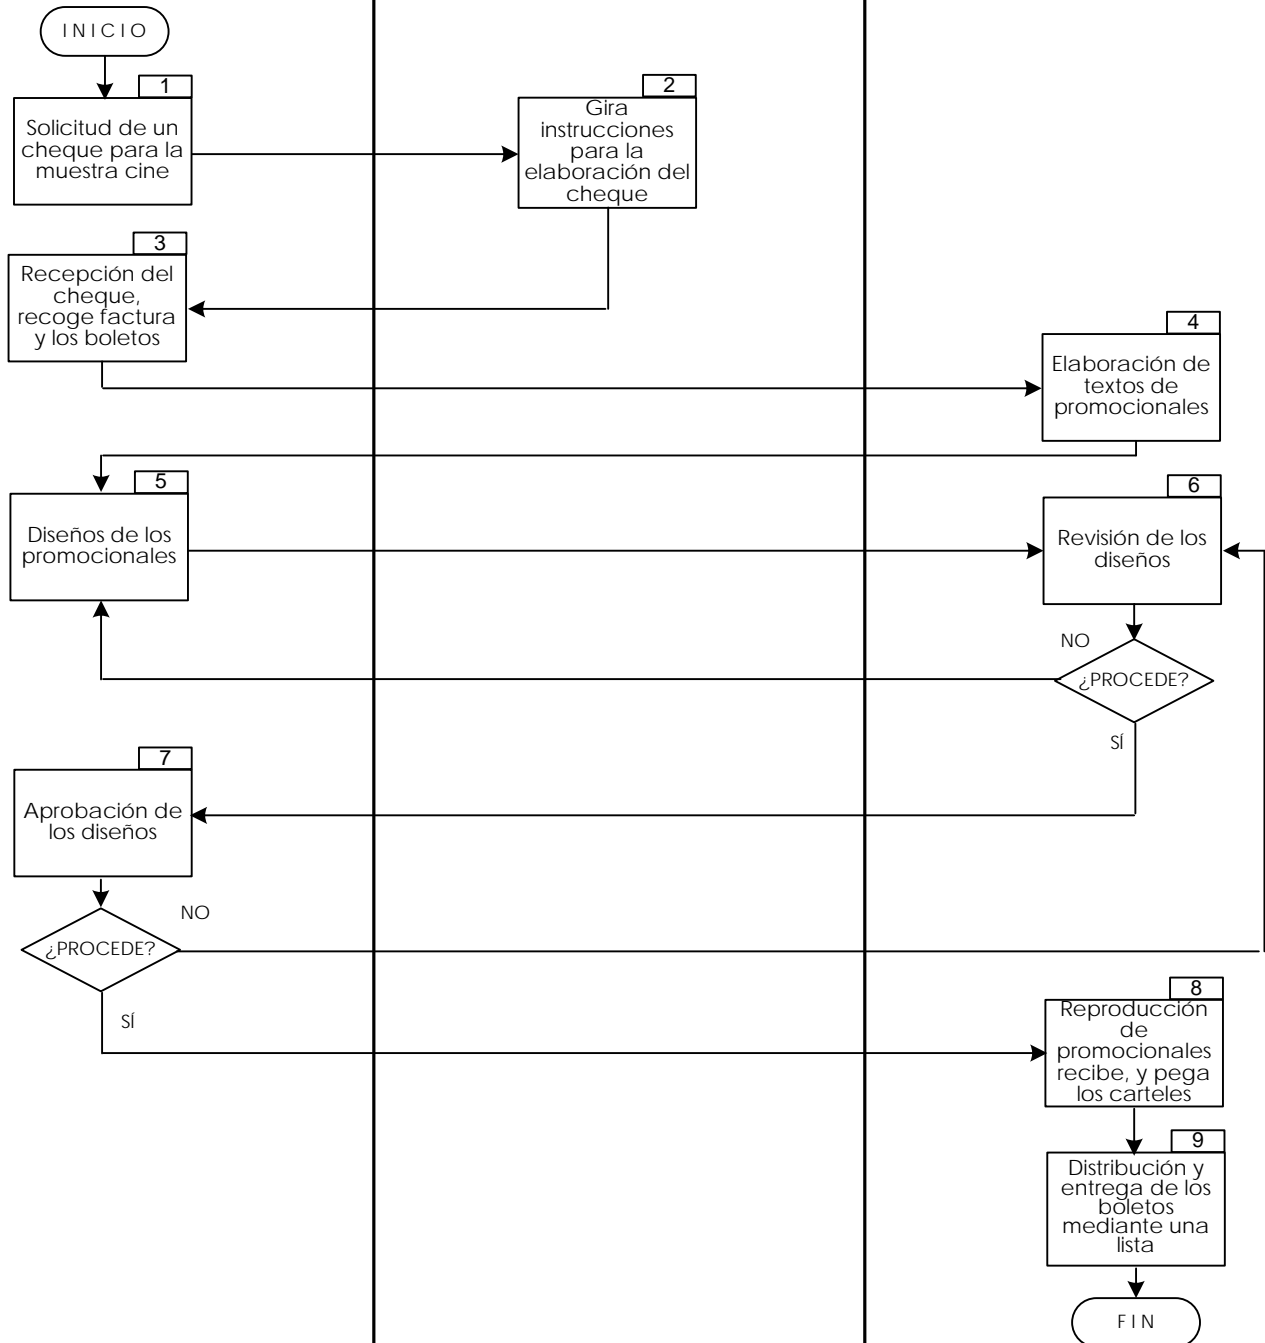 INICIO
1
Solicitud de un
cheque para la
muestra cine
2
Gira
instrucciones
para la
elaboración del
cheque
3
Recepción del
cheque,
recoge factura
y los boletos
4
Elaboración de
textos de
promocionales
5
Diseños de los
promocionales
6
Revisión de los
diseños
NO
¿PROCEDE?
SÍ
7
Aprobación de
los diseños
NO
¿PROCEDE?
SÍ
8
Reproducción
de
promocionales
recibe, y pega
los carteles
9
Distribución y
entrega de los
boletos
mediante una
lista
FIN